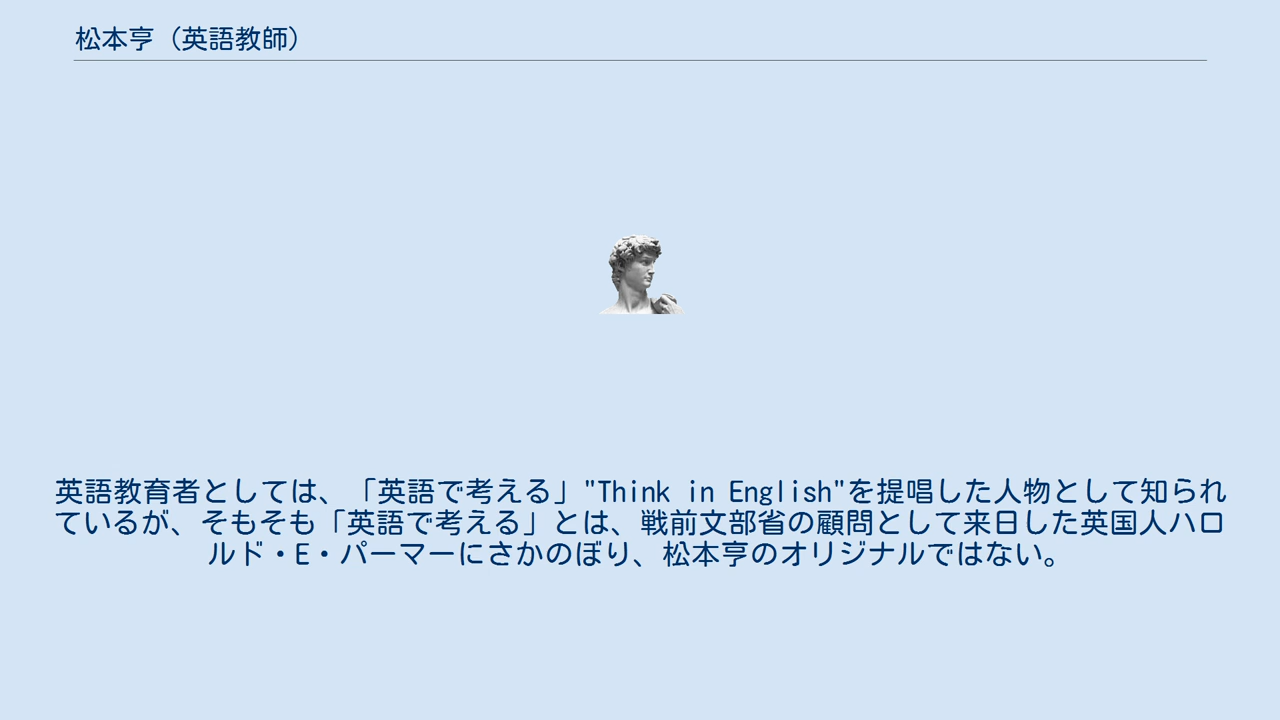 松本亨（英語教師）
英語教育者としては、「英語で考える」"Think in English"を提唱した人物として知られ
ているが、そもそも「英語で考える」とは、戦前文部省の顧問として来日した英国人ハロ
ルド・E・パーマーにさかのぼり、松本亨のオリジナルではない。